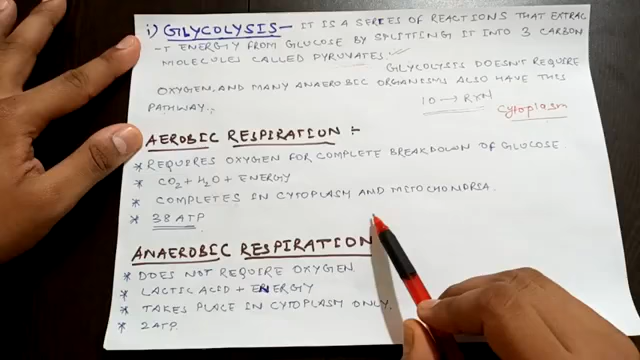 i) GLYCOLYSIS - IT IS A SERIES OF REACTIONS THAT EXTRAC
-T ENERGY FROM GLUCOSE BY SPLITTING IT INTO 3 CARBON
MOLECULES CALLED PYRUVATES.
GLYCOLYSIS DOESN'T REQUIRE
OXYGEN, AND MANY ANAEROBIC ORGANISMS ALSO HAVE THIS
PATHWAY.
10 → RXN
Cytoplasm
AEROBIC RESPIRATION :-
* REQUIRES OXYGEN FOR COMPLETE BREAKDOWN OF GLUCOSE.
* CO2 + H2O + ENERGY
* COMPLETES IN CYTOPLASM AND MITOCHONDRIA.
* 38 ATP
ANAEROBIC RESPIRATION
* DOES NOT REQUIRE OXYGEN
* LACTIC ACID + ENERGY
* TAKES PLACE IN CYTOPLASM ONLY.
* 2 ATP